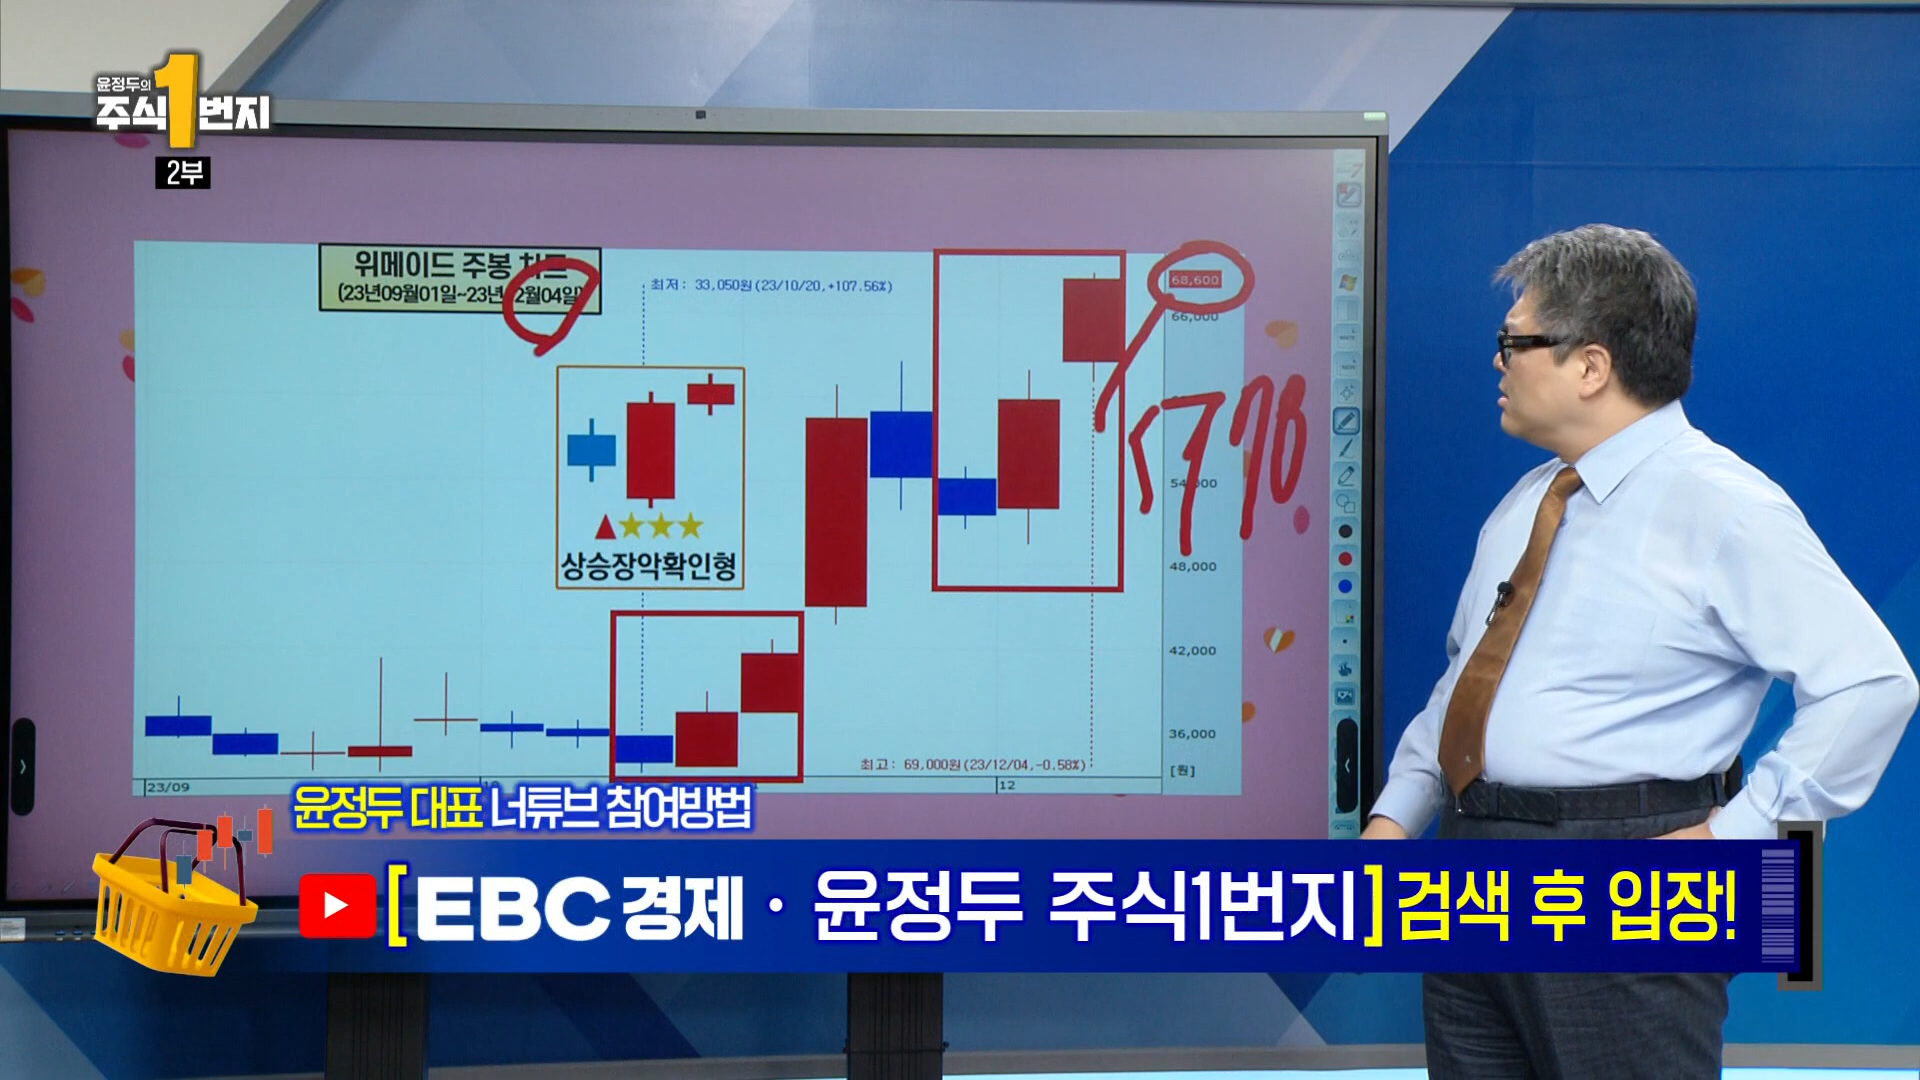 윤정두의
주식1번지
2부
위메이드 주봉 차트
(23년09월01일~23년12월04일)
최저: 33,050원(23/10/20,+107.56%)
68,600
66,000
54,000
48,000
42,000
36,000
[원]
▲★★★
상승장악확인형
최고: 69,000원(23/12/04,-0.58%)
23/09
12
윤정두 대표 너튜브 참여방법
[EBC 경제 · 윤정두 주식1번지] 검색 후 입장!